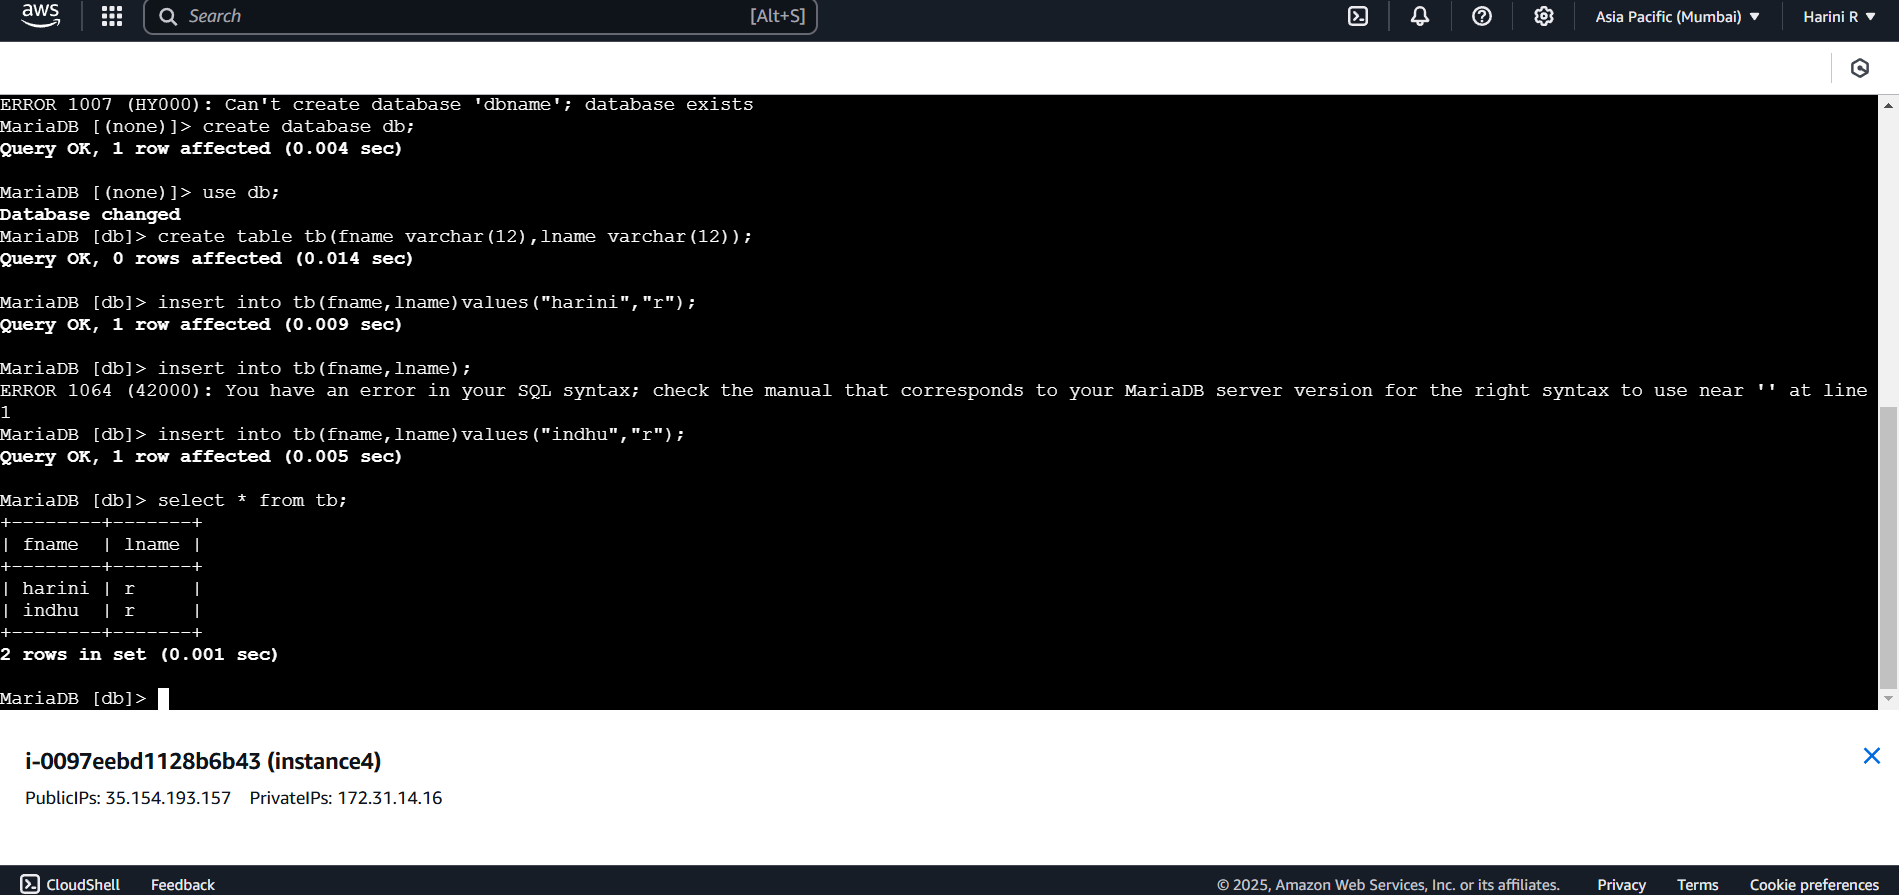 aws
Search [Alt+S]
Asia Pacific (Mumbai) ▼ Harini R ▼
ERROR 1007 (HY000): Can't create database 'dbname'; database exists
MariaDB [(none)]> create database db;
Query OK, 1 row affected (0.004 sec)
MariaDB [(none)]> use db;
Database changed
MariaDB [db]> create table tb(fname varchar(12),lname varchar(12));
Query OK, 0 rows affected (0.014 sec)
MariaDB [db]> insert into tb(fname,lname)values("harini","r");
Query OK, 1 row affected (0.009 sec)
MariaDB [db]> insert into tb(fname,lname);
ERROR 1064 (42000): You have an error in your SQL syntax; check the manual that corresponds to your MariaDB server version for the right syntax to use near '' at line
1
MariaDB [db]> insert into tb(fname,lname)values("indhu","r");
Query OK, 1 row affected (0.005 sec)
MariaDB [db]> select * from tb;
+--------+-------+
| fname  | lname |
+--------+-------+
| harini | r     |
| indhu  | r     |
+--------+-------+
2 rows in set (0.001 sec)
MariaDB [db]>
i-0097eebd1128b6b43 (instance4)
PublicIPs: 35.154.193.157 PrivateIPs: 172.31.14.16
CloudShell Feedback © 2025, Amazon Web Services, Inc. or its affiliates. Privacy Terms Cookie preferences